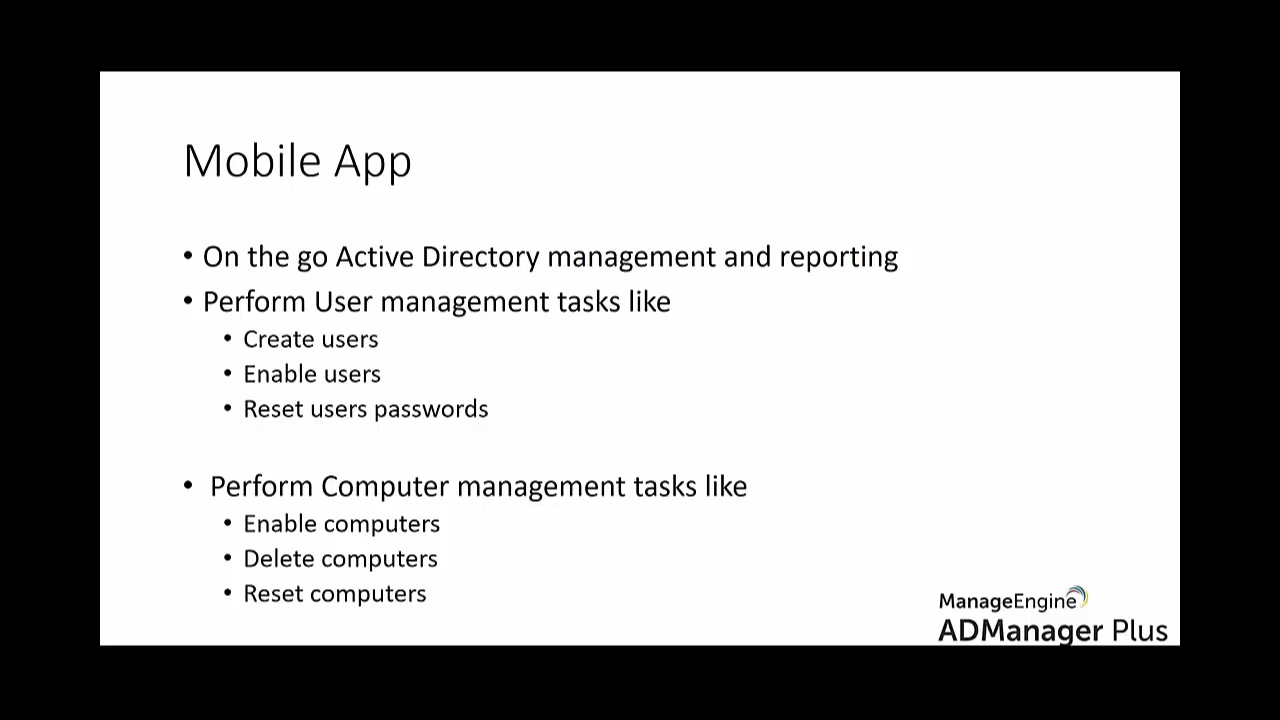 Mobile App
• On the go Active Directory management and reporting
• Perform User management tasks like
• Create users
• Enable users
• Reset users passwords
• Perform Computer management tasks like
• Enable computers
• Delete computers
• Reset computers
ManageEngine
ADManager Plus